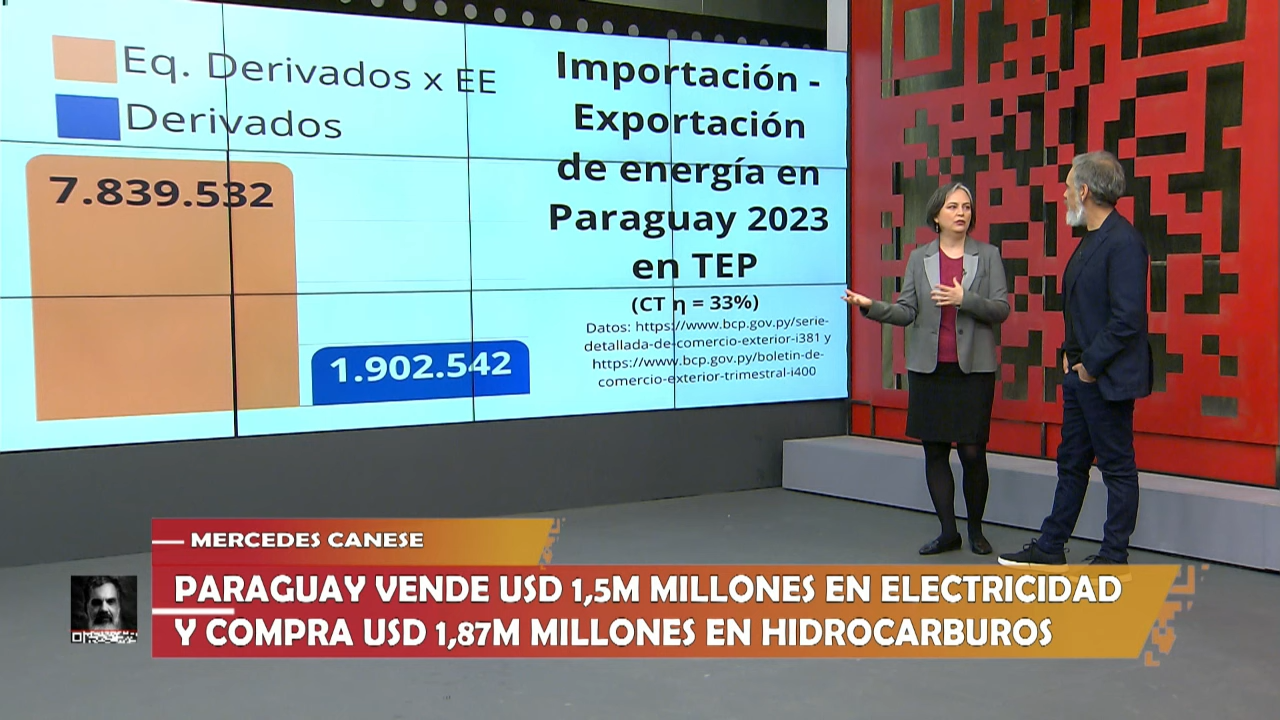 Eq. Derivados x EE
Derivados
7.839.532
1.902.542
Importación -
Exportación
de energía en
Paraguay 2023
en TEP
(CT η = 33%)
Datos: https://www.bcp.gov.py/serie-
detallada-de-comercio-exterior-i381 y
https://www.bcp.gov.py/boletin-de-
comercio-exterior-trimestral-i400
MERCEDES CANESE
PARAGUAY VENDE USD 1,5M MILLONES EN ELECTRICIDAD
Y COMPRA USD 1,87M MILLONES EN HIDROCARBUROS